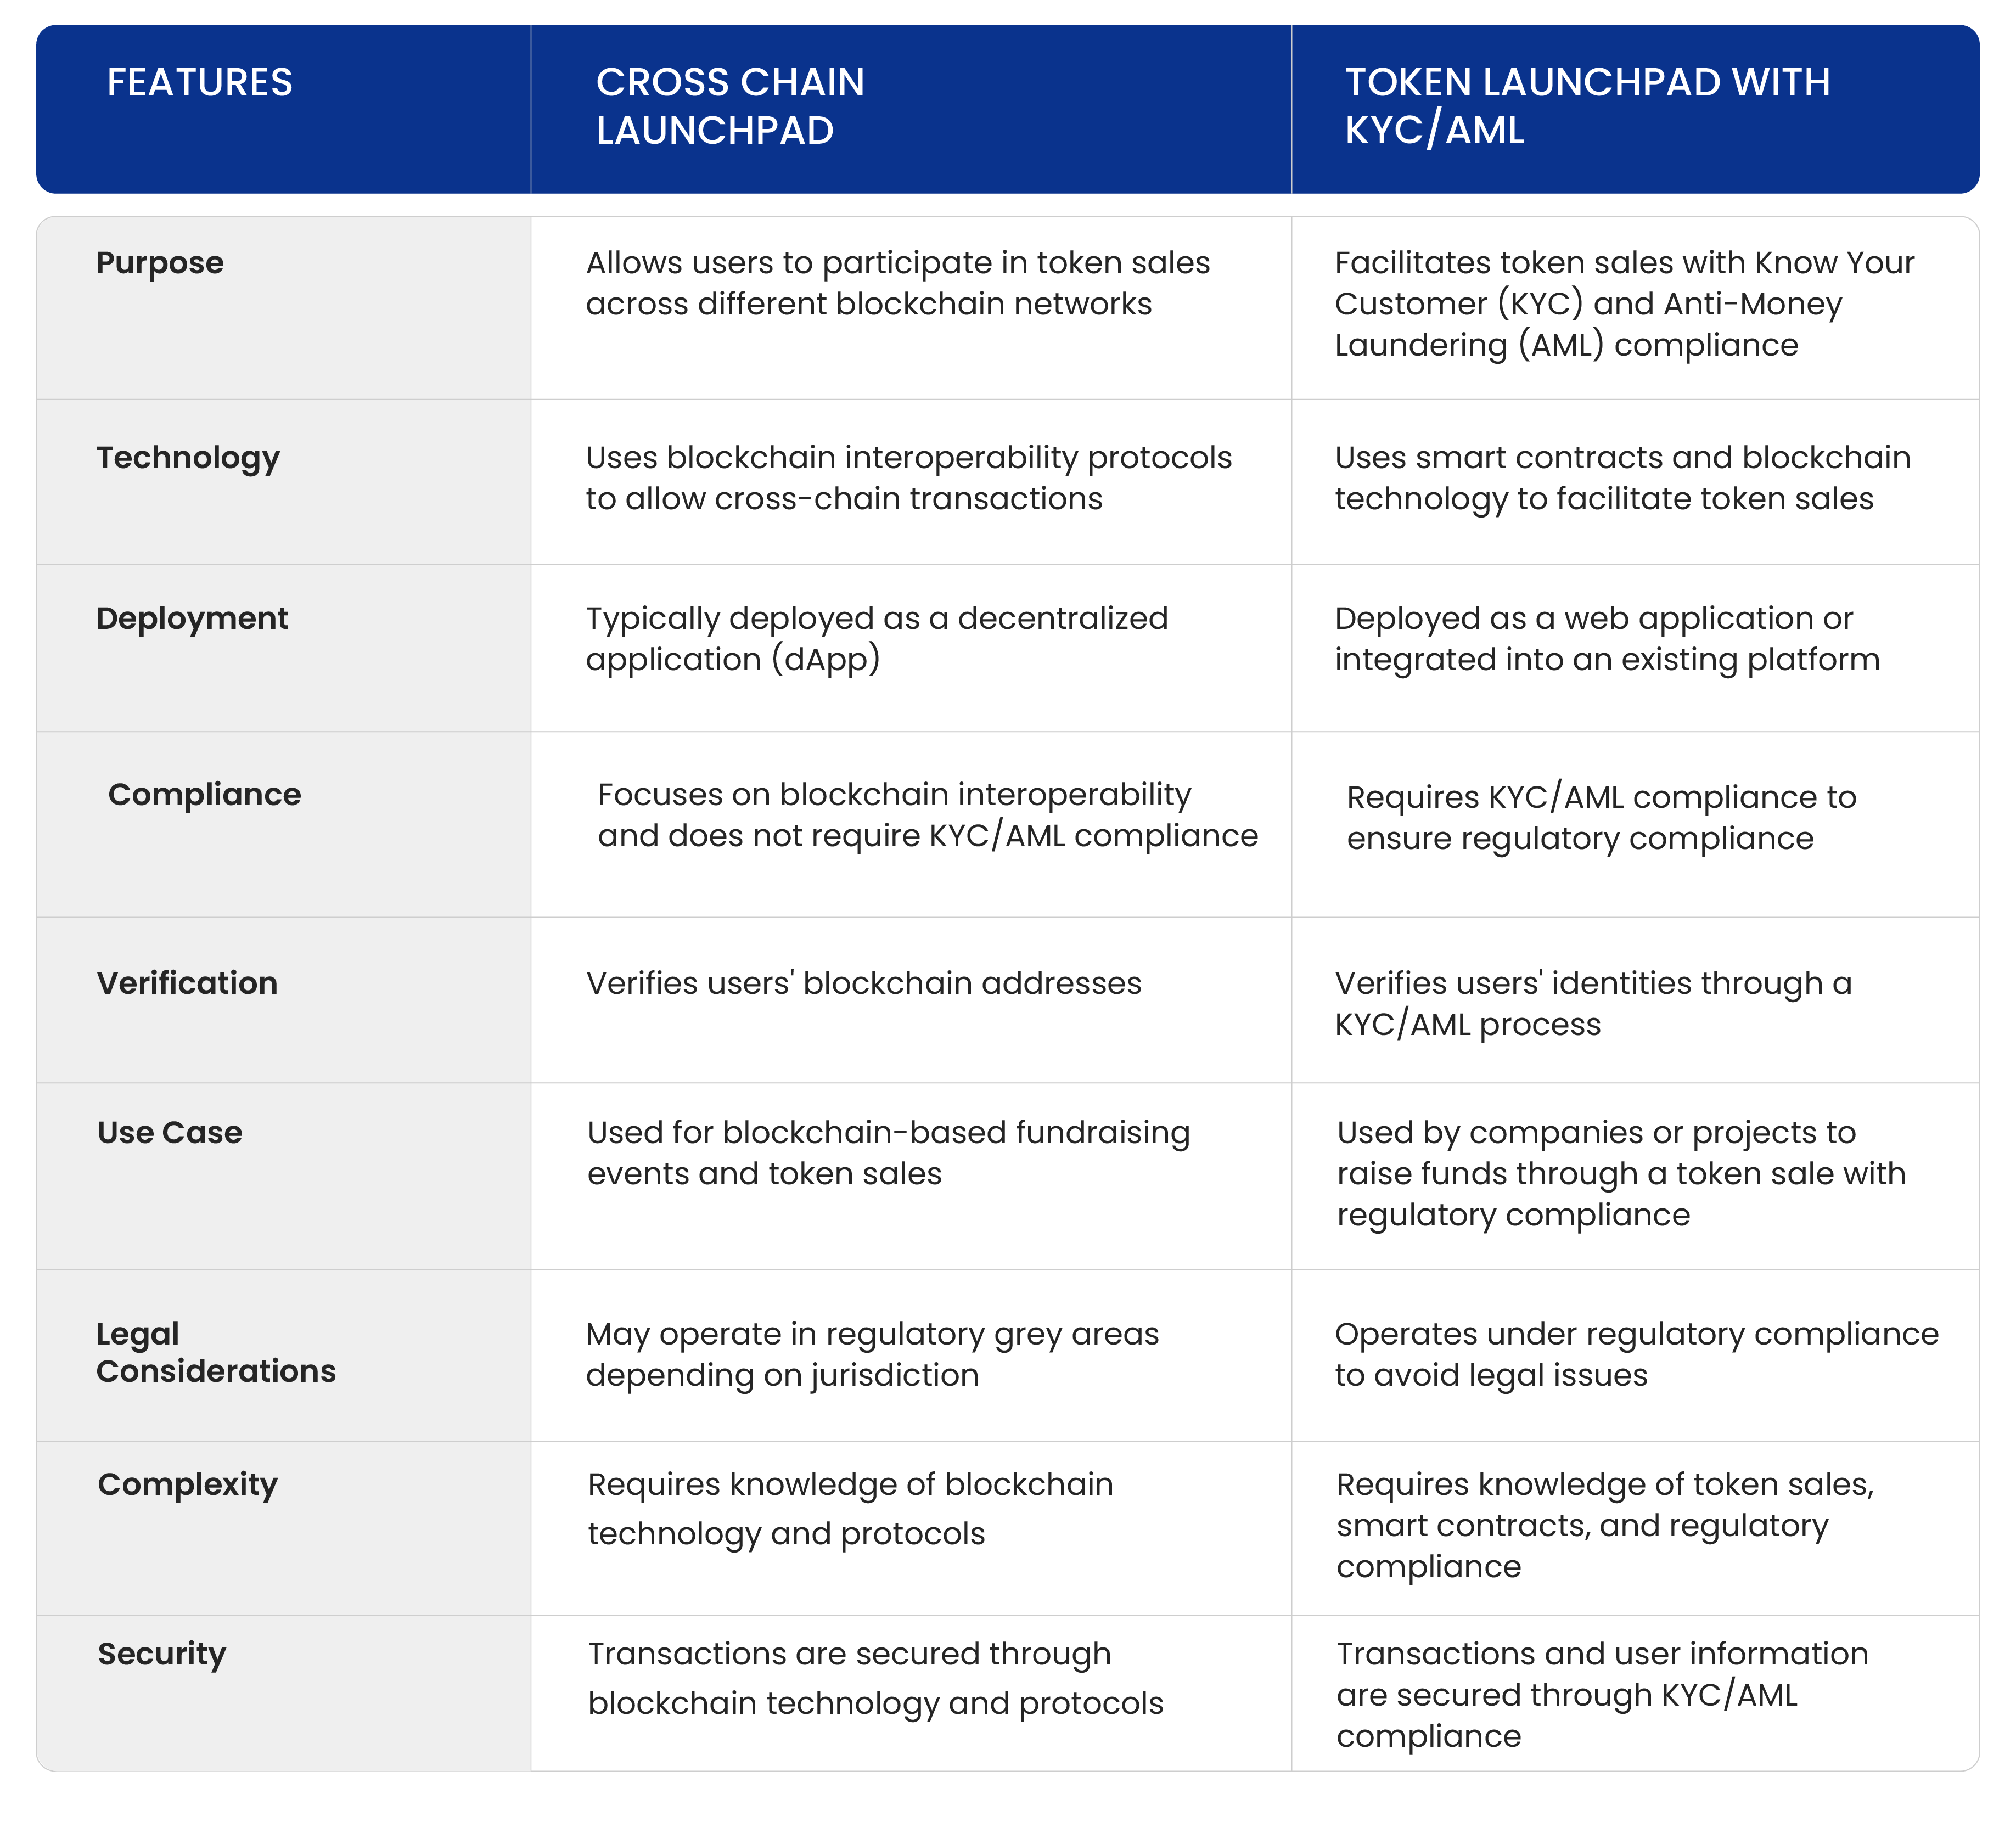 FEATURES
CROSS CHAIN
LAUNCHPAD
TOKEN LAUNCHPAD WITH
KYC/AML
Purpose
Allows users to participate in token sales
across different blockchain networks
Facilitates token sales with Know Your
Customer (KYC) and Anti-Money
Laundering (AML) compliance
Technology
Uses blockchain interoperability protocols
to allow cross-chain transactions
Uses smart contracts and blockchain
technology to facilitate token sales
Deployment
Typically deployed as a decentralized
application (dApp)
Deployed as a web application or
integrated into an existing platform
Compliance
Focuses on blockchain interoperability
and does not require KYC/AML compliance
Requires KYC/AML compliance to
ensure regulatory compliance
Verification
Verifies users' blockchain addresses
Verifies users' identities through a
KYC/AML process
Use Case
Used for blockchain-based fundraising
events and token sales
Used by companies or projects to
raise funds through a token sale with
regulatory compliance
Legal
Considerations
May operate in regulatory grey areas
depending on jurisdiction
Operates under regulatory compliance
to avoid legal issues
Complexity
Requires knowledge of blockchain
technology and protocols
Requires knowledge of token sales,
smart contracts, and regulatory
compliance
Security
Transactions are secured through
blockchain technology and protocols
Transactions and user information
are secured through KYC/AML
compliance